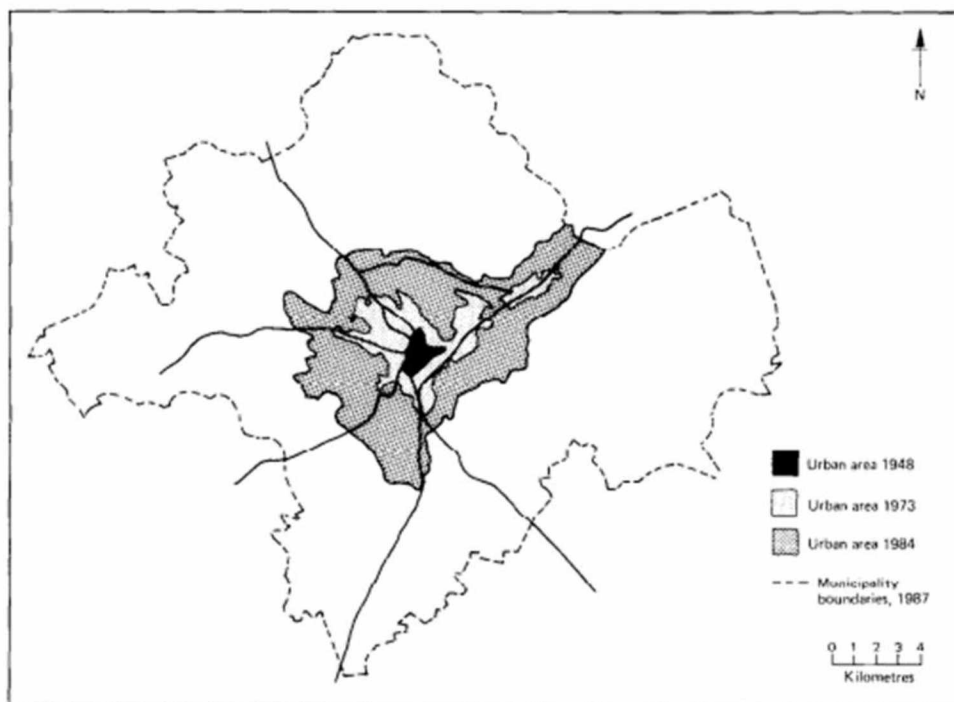 N
Urban area 1948
Urban area 1973
Urban area 1984
Municipality
boundaries, 1987
0 1 2 3 4
Kilometres